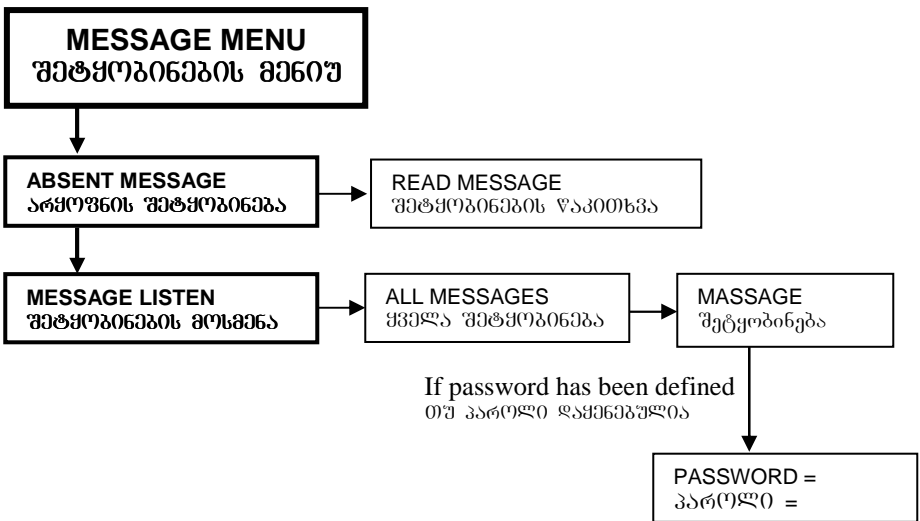 MESSAGE MENU
შეტყობინების მენიუ
ABSENT MESSAGE
არყოფნის შეტყობინება
READ MESSAGE
შეტყობინების წაკითხვა
MESSAGE LISTEN
შეტყობინების მოსმენა
ALL MESSAGES
ყველა შეტყობინება
MASSAGE
შეტყობინება
If password has been defined
თუ პაროლი დაყენებულია
PASSWORD =
პაროლი =